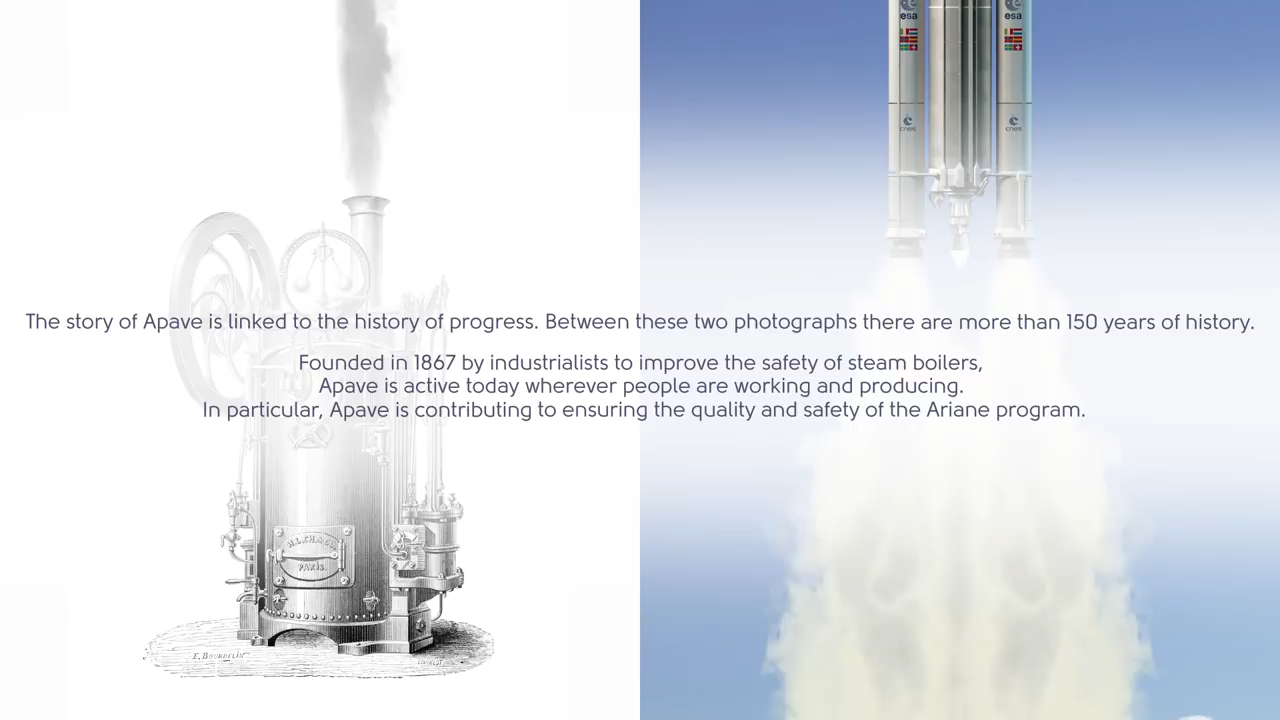 esa
esa
cnes
cnes
The story of Apave is linked to the history of progress. Between these two photographs there are more than 150 years of history.
Founded in 1867 by industrialists to improve the safety of steam boilers,
Apave is active today wherever people are working and producing.
In particular, Apave is contributing to ensuring the quality and safety of the Ariane program.
PARIS.
E. BOURDELIN